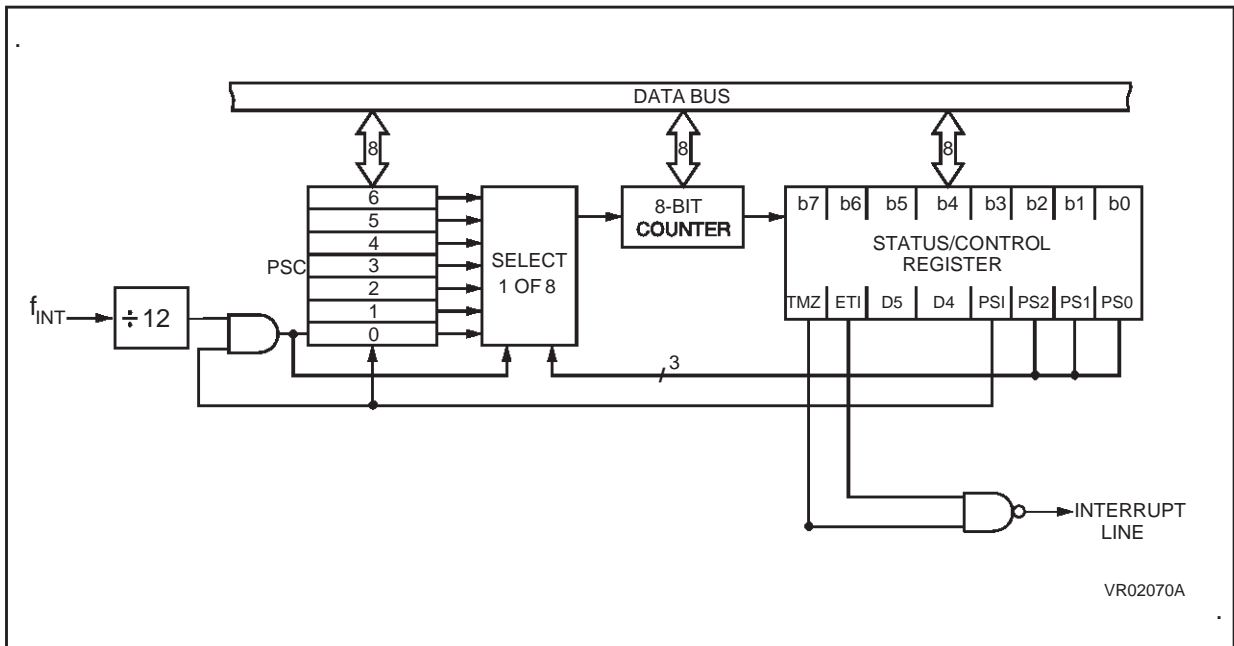 DATA BUS
8
8
8
6
5
4
3
2
1
0
PSC
SELECT
1 OF 8
8-BIT
COUNTER
b7 b6 b5 b4 b3 b2 b1 b0
STATUS/CONTROL
REGISTER
TMZ ETI D5 D4 PSI PS2 PS1 PS0
fINT
÷12
3
INTERRUPT
LINE
VR02070A